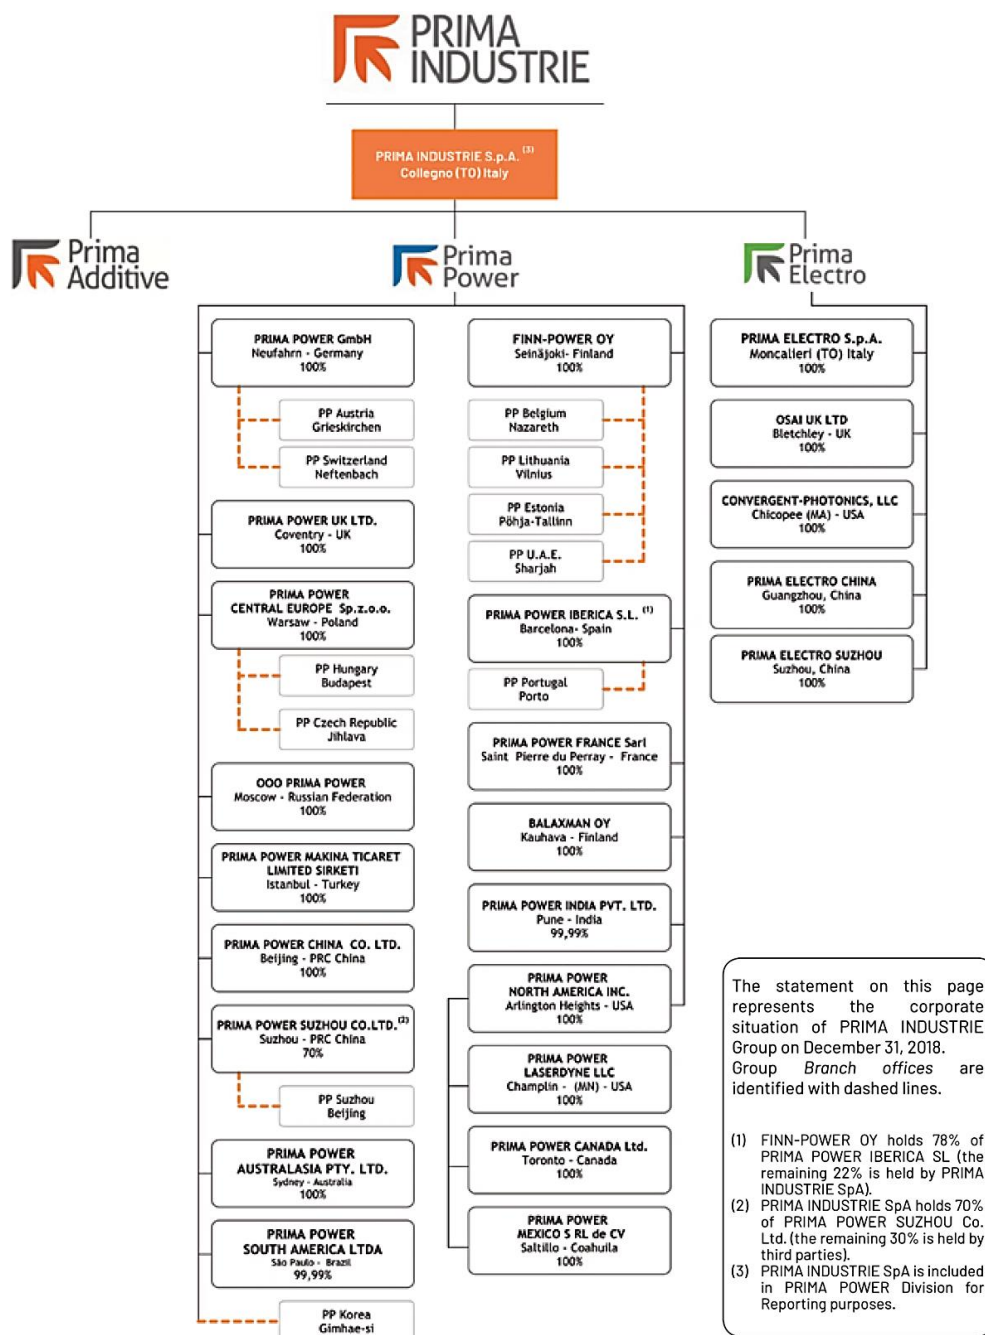 PRIMA
INDUSTRIE
PRIMA INDUSTRIE S.p.A. (3)
Collegno (TO) Italy
Prima
Additive
Prima
Power
Prima
Electro
PRIMA POWER GmbH
Neufahrn - Germany
100%
PP Austria
Grieskirchen
PP Switzerland
Neftenbach
PRIMA POWER UK LTD.
Coventry - UK
100%
PRIMA POWER
CENTRAL EUROPE Sp.z.o.o.
Warsaw - Poland
100%
PP Hungary
Budapest
PP Czech Republic
Jihlava
OOO PRIMA POWER
Moscow - Russian Federation
100%
PRIMA POWER MAKINA TICARET
LIMITED SIRKETI
Istanbul - Turkey
100%
PRIMA POWER CHINA CO. LTD.
Beijing - PRC China
100%
PRIMA POWER SUZHOU CO.LTD.(2)
Suzhou - PRC China
70%
PP Suzhou
Beijing
PRIMA POWER
AUSTRALASIA PTY. LTD.
Sydney - Australia
100%
PRIMA POWER
SOUTH AMERICA LTDA
São Paulo - Brazil
99,99%
PP Korea
Gimhae-si
FINN-POWER OY
Seinäjoki- Finland
100%
PP Belgium
Nazareth
PP Lithuania
Vilnius
PP Estonia
Pöhja-Tallinn
PP U.A.E.
Sharjah
PRIMA POWER IBERICA S.L. (1)
Barcelona- Spain
100%
PP Portugal
Porto
PRIMA POWER FRANCE Sarl
Saint Pierre du Perray - France
100%
BALAXMAN OY
Kauhava - Finland
100%
PRIMA POWER INDIA PVT. LTD.
Pune - India
99,99%
PRIMA POWER
NORTH AMERICA INC.
Arlington Heights - USA
100%
PRIMA POWER
LASERDYNE LLC
Champlin - (MN) - USA
100%
PRIMA POWER CANADA Ltd.
Toronto - Canada
100%
PRIMA POWER
MEXICO S RL de CV
Saltillo - Coahuila
100%
PRIMA ELECTRO S.p.A.
Moncalieri (TO) Italy
100%
OSAI UK LTD
Bletchley - UK
100%
CONVERGENT-PHOTONICS, LLC
Chicopee (MA) - USA
100%
PRIMA ELECTRO CHINA
Guangzhou, China
100%
PRIMA ELECTRO SUZHOU
Suzhou, China
100%
The statement on this page
represents the corporate
situation of PRIMA INDUSTRIE
Group on December 31, 2018.
Group Branch offices are
identified with dashed lines.
(1) FINN-POWER OY holds 78% of
PRIMA POWER IBERICA SL (the
remaining 22% is held by PRIMA
INDUSTRIE SpA).
(2) PRIMA INDUSTRIE SpA holds 70%
of PRIMA POWER SUZHOU Co.
Ltd. (the remaining 30% is held by
third parties).
(3) PRIMA INDUSTRIE SpA is included
in PRIMA POWER Division for
Reporting purposes.